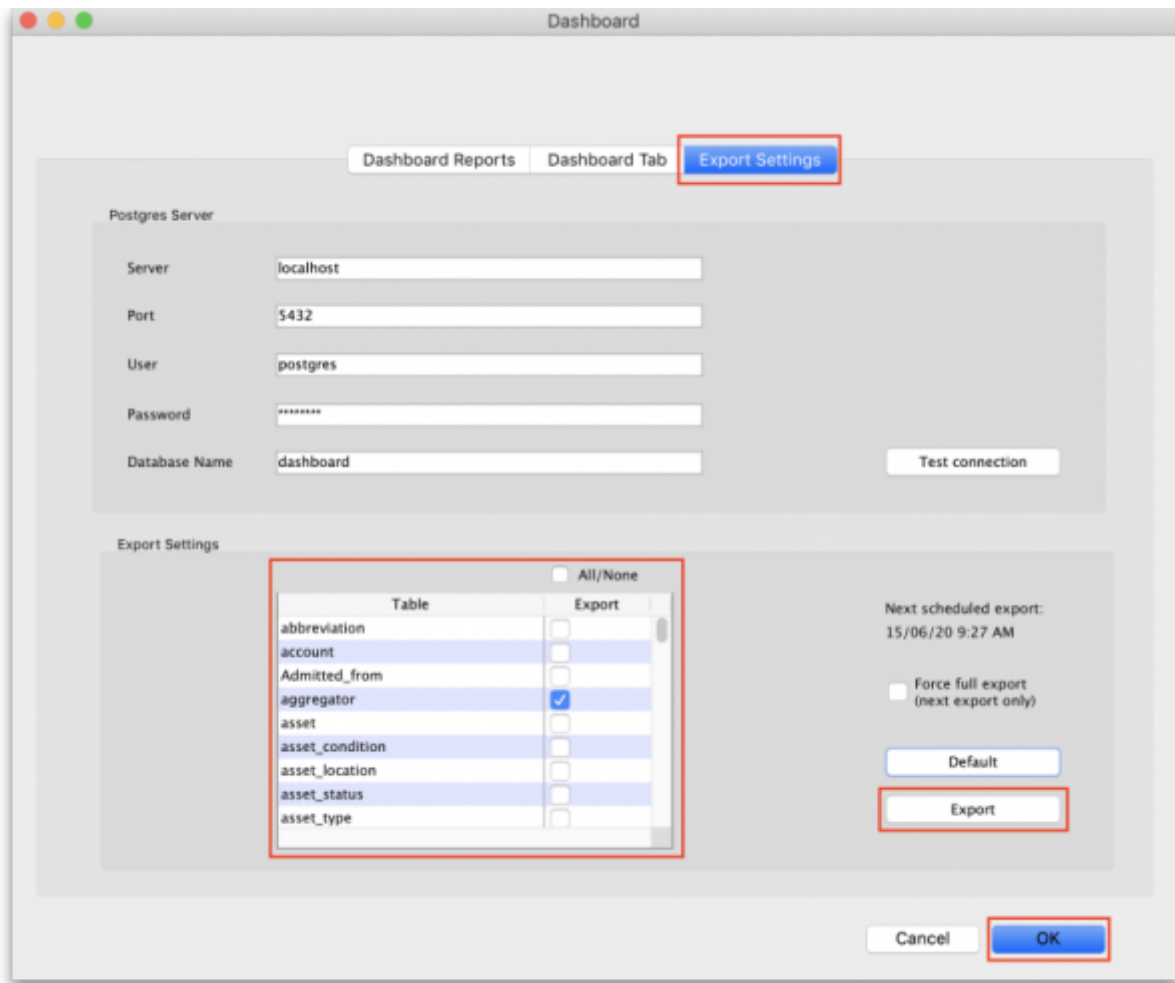 Dashboard
Dashboard Reports Dashboard Tab Export Settings
Postgres Server
Server localhost
Port 5432
User postgres
Password ********
Database Name dashboard Test connection
Export Settings
All/None
Table Export
abbreviation
account
Admitted_from
aggregator
asset
asset_condition
asset_location
asset_status
asset_type
Next scheduled export:
15/06/20 9:27 AM
Force full export
(next export only)
Default
Export
Cancel OK